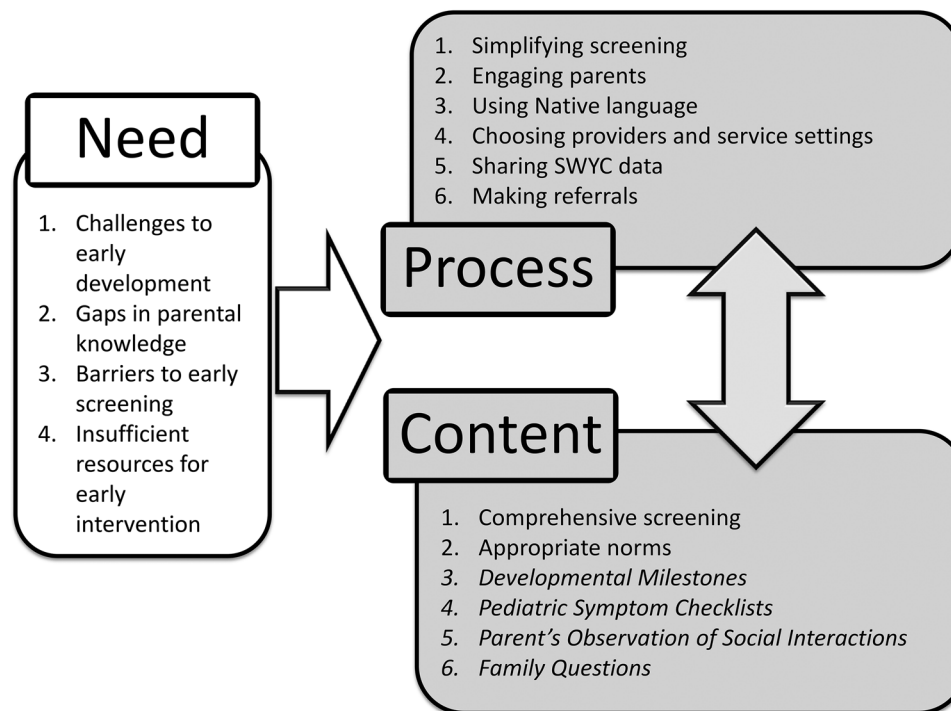 Need
1. Challenges to
early
development
2. Gaps in parental
knowledge
3. Barriers to early
screening
4. Insufficient
resources for
early
intervention
1. Simplifying screening
2. Engaging parents
3. Using Native language
4. Choosing providers and service settings
5. Sharing SWYC data
6. Making referrals
Process
Content
1. Comprehensive screening
2. Appropriate norms
3. Developmental Milestones
4. Pediatric Symptom Checklists
5. Parent’s Observation of Social Interactions
6. Family Questions